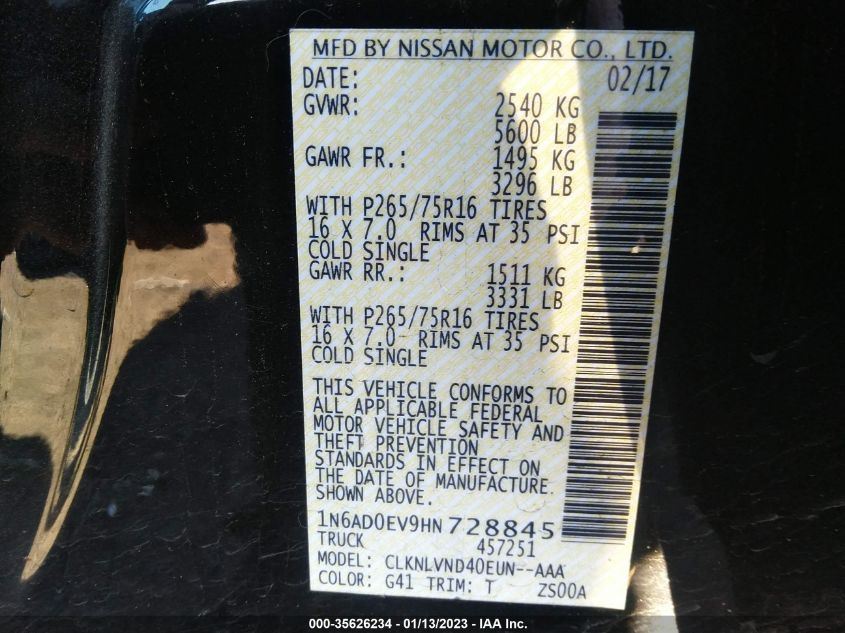 MFD BY NISSAN MOTOR CO., LTD.
DATE: 02/17
GVWR: 2540 KG
5600 LB
GAWR FR.: 1495 KG
3296 LB
WITH P265/75R16 TIRES
16 X 7.0 RIMS AT 35 PSI
COLD SINGLE
GAWR RR.: 1511 KG
3331 LB
WITH P265/75R16 TIRES
16 X 7.0 RIMS AT 35 PSI
COLD SINGLE
THIS VEHICLE CONFORMS TO
ALL APPLICABLE FEDERAL
MOTOR VEHICLE SAFETY AND
THEFT PREVENTION
STANDARDS IN EFFECT ON
THE DATE OF MANUFACTURE.
SHOWN ABOVE.
1N6AD0EV9HN728845
TRUCK 457251
MODEL: CLKNLVND40EUN--AAA
COLOR: G41 TRIM: T ZS00A
000-35626234 - 01/13/2023 - IAA Inc.